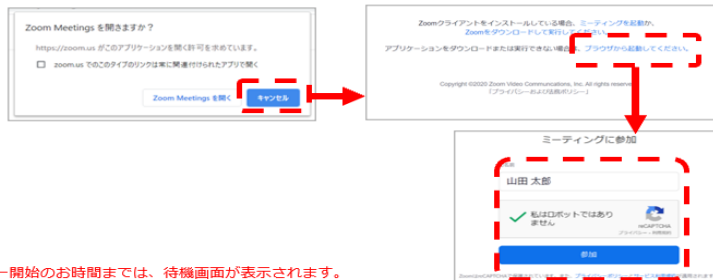 Zoom Meetings を開きますか？
https://zoom.us がこのアプリケーションを開く許可を求めています。
zoom.us でのこのタイプのリンクは常に関連付けられたアプリで開く
Zoom Meetings を開く
キャンセル
Zoomクライアントをインストールしている場合、ミーティングを起動か、
Zoomをダウンロードして実行してください。
アプリケーションをダウンロードまたは実行できない場合は、ブラウザから起動してください。
Copyright ©2020 Zoom Video Communications, Inc. All rights reserved.
「プライバシーおよび法務ポリシー」
ミーティングに参加
山田 太郎
私はロボットではあり
ません
reCAPTCHA
プライバシー - 利用規約
参加
ー開始のお時間までは、待機画面が表示されます。